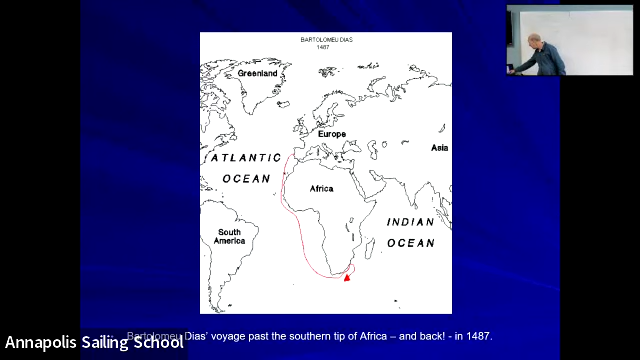 BARTOLOMEU DIAS
1487
Greenland
Europe
Asia
ATLANTIC
OCEAN
Africa
INDIAN
OCEAN
South
America
Bartolomeu Dias' voyage past the southern tip of Africa – and back! - in 1487.
Annapolis Sailing School